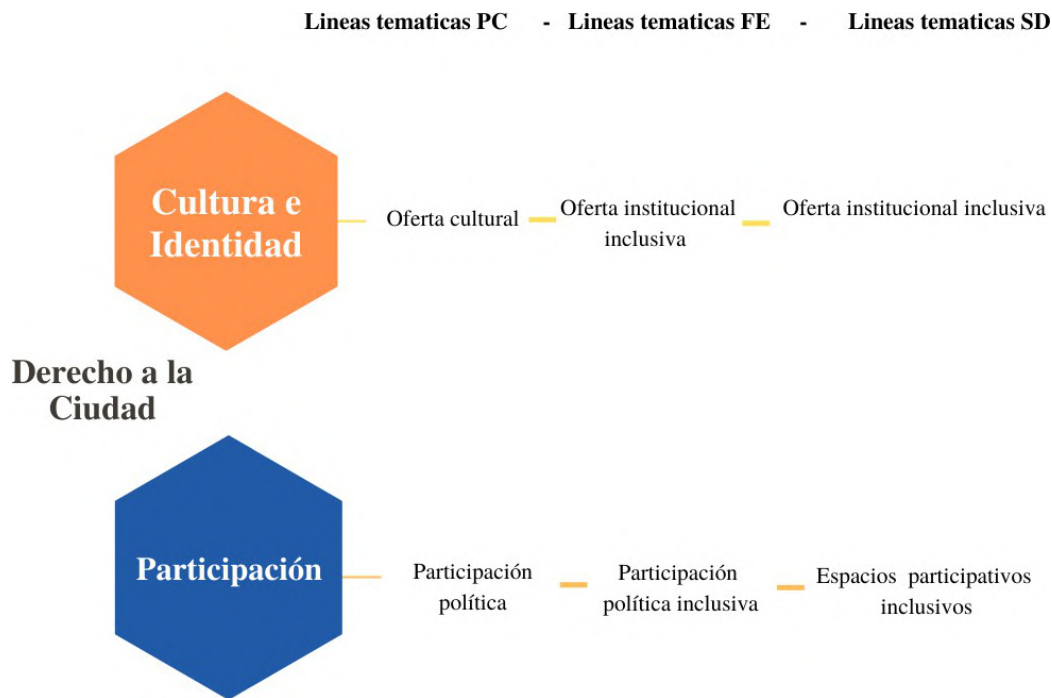 Lineas tematicas PC - Lineas tematicas FE - Lineas tematicas SD
Cultura e
Identidad
Oferta cultural
Oferta institucional
inclusiva
Oferta institucional inclusiva
Derecho a la
Ciudad
Participación
Participación
política
Participación
política inclusiva
Espacios participativos
inclusivos